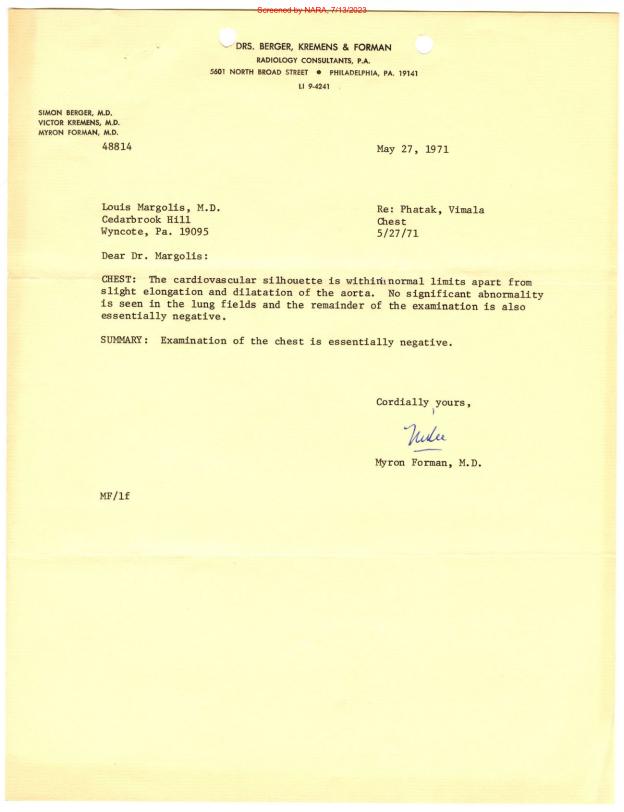 Screened by NARA, 7/13/2023
DRS. BERGER, KREMENS & FORMAN
RADIOLOGY CONSULTANTS, P.A.
5601 NORTH BROAD STREET ● PHILADELPHIA, PA. 19141
LI 9-4241
SIMON BERGER, M.D.
VICTOR KREMENS, M.D.
MYRON FORMAN, M.D.
48814
May 27, 1971
Louis Margolis, M.D.
Cedarbrook Hill
Wyncote, Pa. 19095
Re: Phatak, Vimala
Chest
5/27/71
Dear Dr. Margolis:
CHEST: The cardiovascular silhouette is within normal limits apart from
slight elongation and dilatation of the aorta. No significant abnormality
is seen in the lung fields and the remainder of the examination is also
essentially negative.
SUMMARY: Examination of the chest is essentially negative.
Cordially yours,
Myron Forman, M.D.
MF/lf